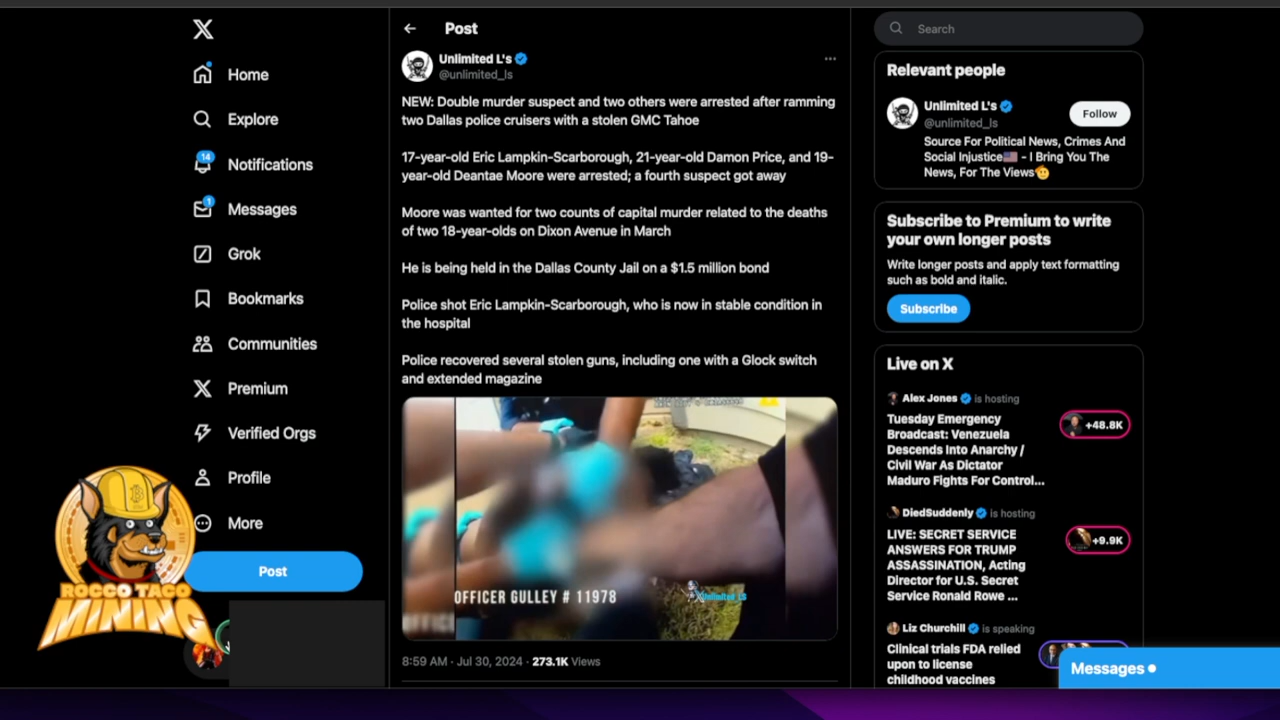 Home
Explore
14
Notifications
1
Messages
Grok
Bookmarks
Communities
Premium
Verified Orgs
Profile
More
Post
ROCCO TACO
MINING
Post
Unlimited L's
@unlimited_ls
NEW: Double murder suspect and two others were arrested after ramming
two Dallas police cruisers with a stolen GMC Tahoe
17-year-old Eric Lampkin-Scarborough, 21-year-old Damon Price, and 19-
year-old Deantae Moore were arrested; a fourth suspect got away
Moore was wanted for two counts of capital murder related to the deaths
of two 18-year-olds on Dixon Avenue in March
He is being held in the Dallas County Jail on a $1.5 million bond
Police shot Eric Lampkin-Scarborough, who is now in stable condition in
the hospital
Police recovered several stolen guns, including one with a Glock switch
and extended magazine
OFFICER GULLEY # 11978
Unlimited_LS
8:59 AM · Jul 30, 2024 · 273.1K Views
Search
Relevant people
Unlimited L's
@unlimited_ls
Follow
Source For Political News, Crimes And
Social Injustice🇺🇸 - I Bring You The
News, For The Views🫡
Subscribe to Premium to write
your own longer posts
Write longer posts and apply text formatting
such as bold and italic.
Subscribe
Live on X
Alex Jones is hosting
Tuesday Emergency
Broadcast: Venezuela
Descends Into Anarchy /
Civil War As Dictator
Maduro Fights For Control...
+48.8K
DiedSuddenly is hosting
LIVE: SECRET SERVICE
ANSWERS FOR TRUMP
ASSASSINATION, Acting
Director for U.S. Secret
Service Ronald Rowe ...
+9.9K
Liz Churchill is speaking
Clinical trials FDA relied
upon to license
childhood vaccines
Messages